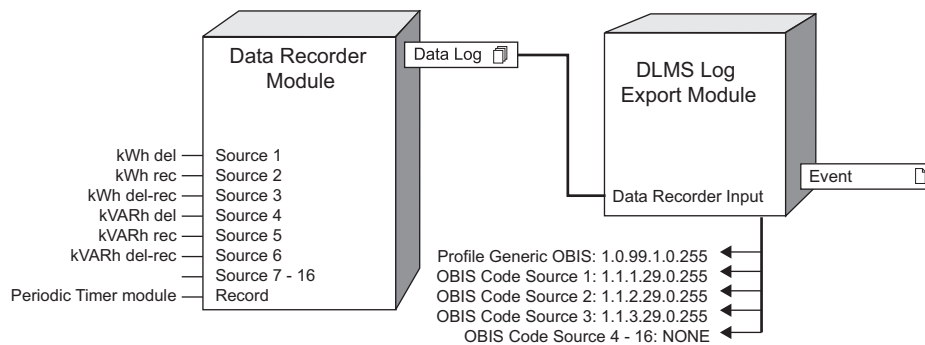 Data Recorder
Module
Data Log
kWh del
Source 1
kWh rec
Source 2
kWh del-rec
Source 3
kVARh del
Source 4
kVARh rec
Source 5
kVARh del-rec
Source 6
Source 7 - 16
Periodic Timer module
Record
DLMS Log
Export Module
Data Recorder Input
Event
Profile Generic OBIS: 1.0.99.1.0.255
OBIS Code Source 1: 1.1.1.29.0.255
OBIS Code Source 2: 1.1.2.29.0.255
OBIS Code Source 3: 1.1.3.29.0.255
OBIS Code Source 4 - 16: NONE